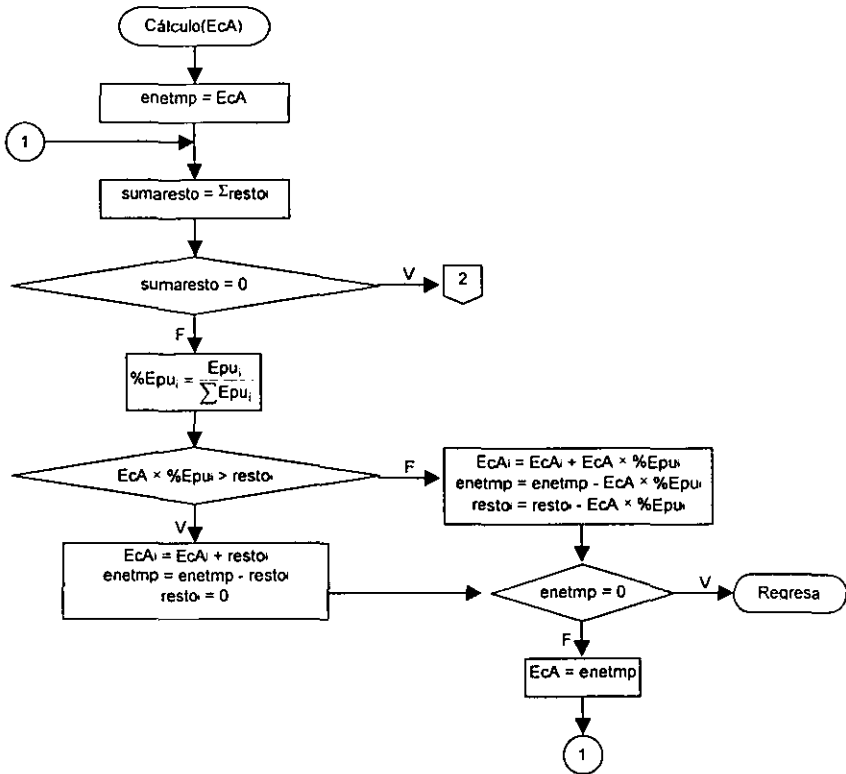 Cálculo(EcA)
enetmp = EcA
1
sumaresto = Σrestoᵢ
sumaresto = 0
V
2
F
%Epuᵢ = Epuᵢ / ∑Epuᵢ
EcA × %Epuᵢ > restoᵢ
F
EcAᵢ = EcAᵢ + EcA × %Epuᵢ
enetmp = enetmp - EcA × %Epuᵢ
restoᵢ = restoᵢ - EcA × %Epuᵢ
V
EcAᵢ = EcAᵢ + restoᵢ
enetmp = enetmp - restoᵢ
restoᵢ = 0
enetmp = 0
V
Regresa
F
EcA = enetmp
1